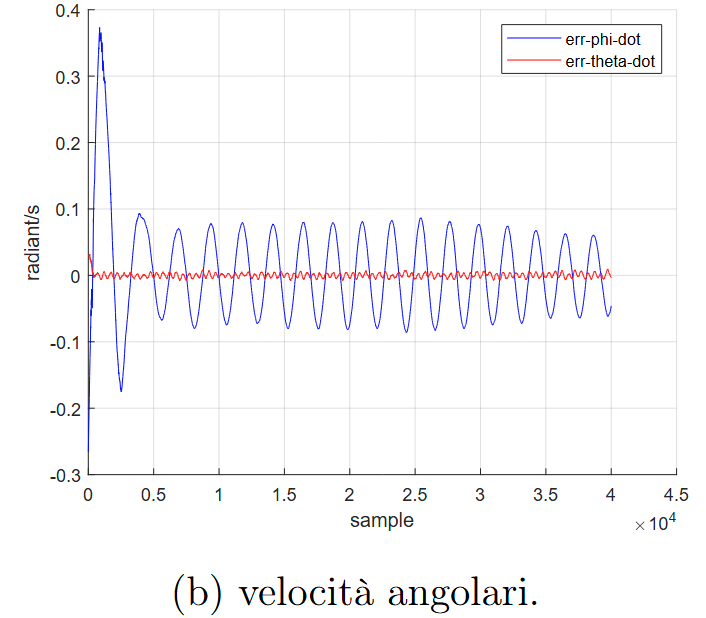 0.4
0.3
0.2
0.1
0
-0.1
-0.2
-0.3
radiant/s
err-phi-dot
err-theta-dot
0 0.5 1 1.5 2 2.5 3 3.5 4 4.5
sample
×10⁴
(b) velocità angolari.